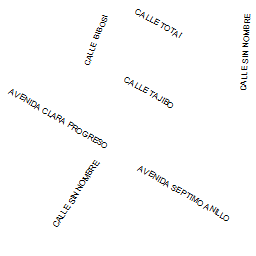 CALLE TOTAI
CALLE BIBOSI
CALLE SIN NOMBRE
CALLE TAJIBO
AVENIDA CLARA PROGRESO
CALLE SIN NOMBRE
AVENIDA SEPTIMO ANILLO